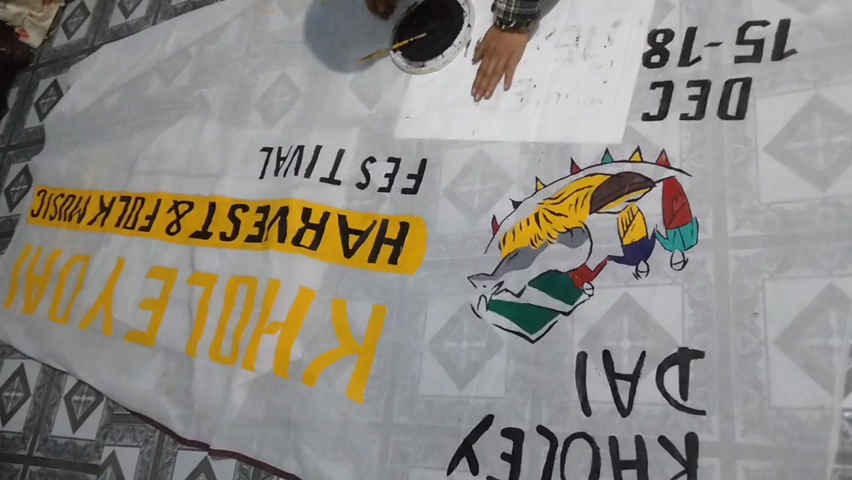 KHOLEY
DAI
DEC
15-18
KHOLEYDAI
HARVEST & FOLK MUSIC
FESTIVAL